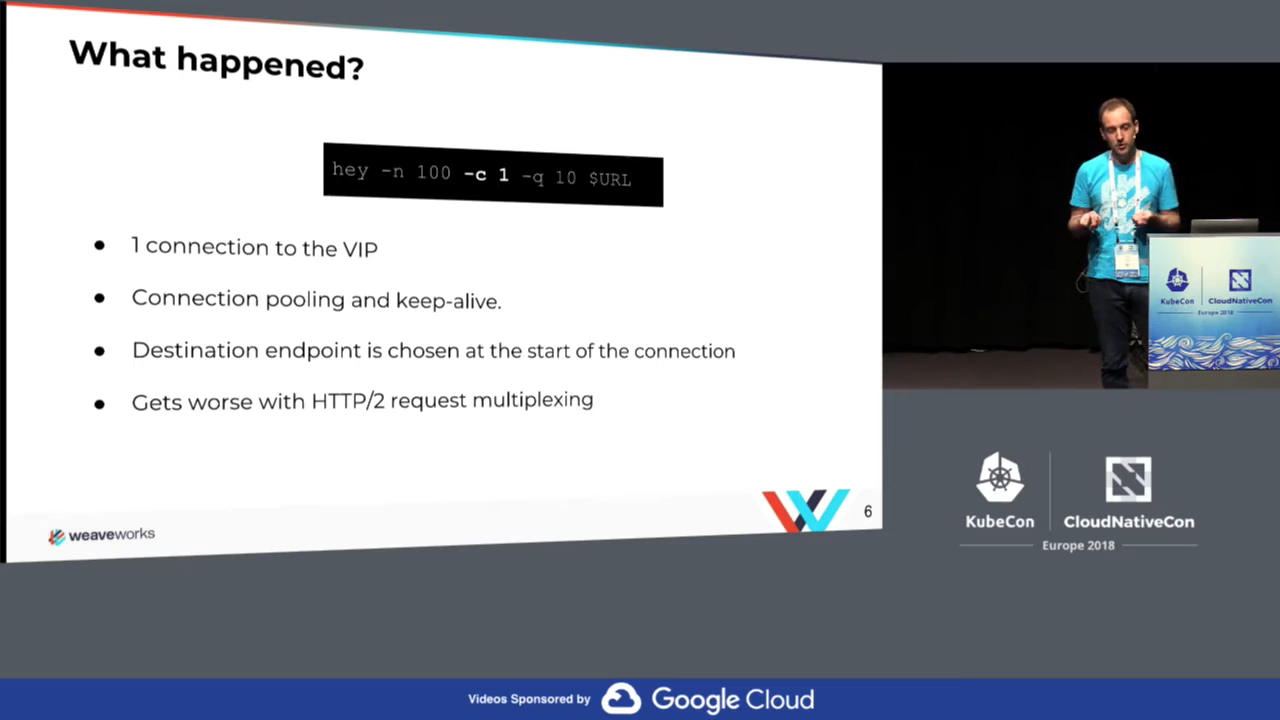 What happened?
hey -n 100 -c 1 -q 10 $URL
● 1 connection to the VIP
● Connection pooling and keep-alive.
● Destination endpoint is chosen at the start of the connection
● Gets worse with HTTP/2 request multiplexing
weaveworks
6
KubeCon
CloudNativeCon
Europe 2018
KubeCon
CloudNativeCon
Europe 2018
Videos Sponsored by
Google Cloud